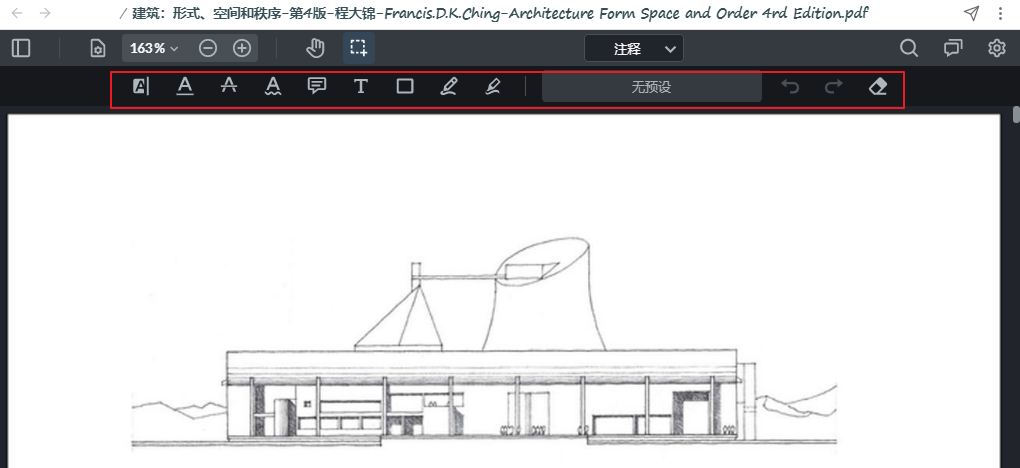 / 建筑：形式、空间和秩序-第4版-程大锦-Francis.D.K.Ching-Architecture Form Space and Order 4rd Edition.pdf
163%
注释
A A A A T
无预设